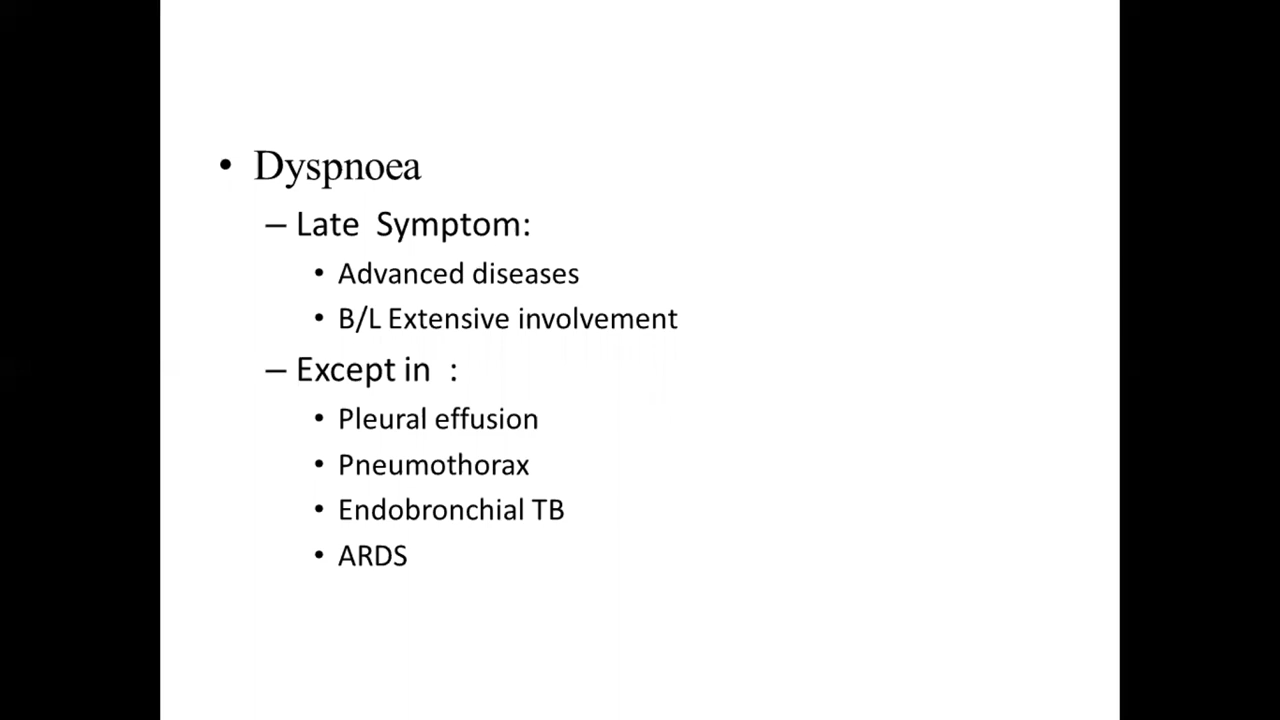 • Dyspnoea
– Late Symptom:
• Advanced diseases
• B/L Extensive involvement
– Except in :
• Pleural effusion
• Pneumothorax
• Endobronchial TB
• ARDS